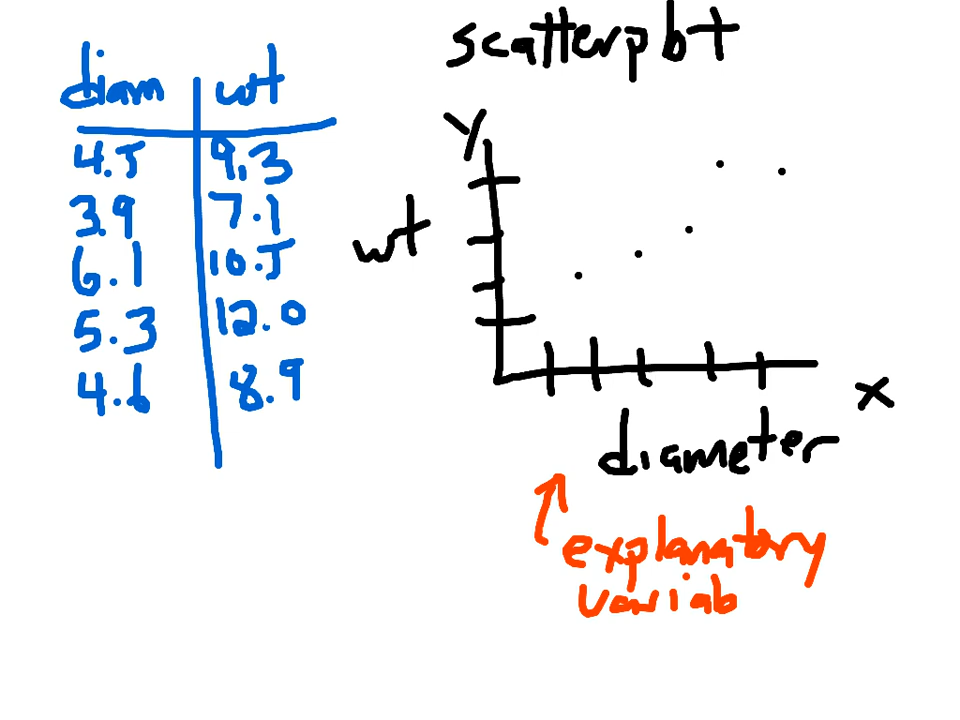 scatterplot
diam wt
4.5 9.3
3.9 7.1
6.1 10.5
5.3 12.0
4.6 8.9
Y
wt
x
diameter
explanatory
variab